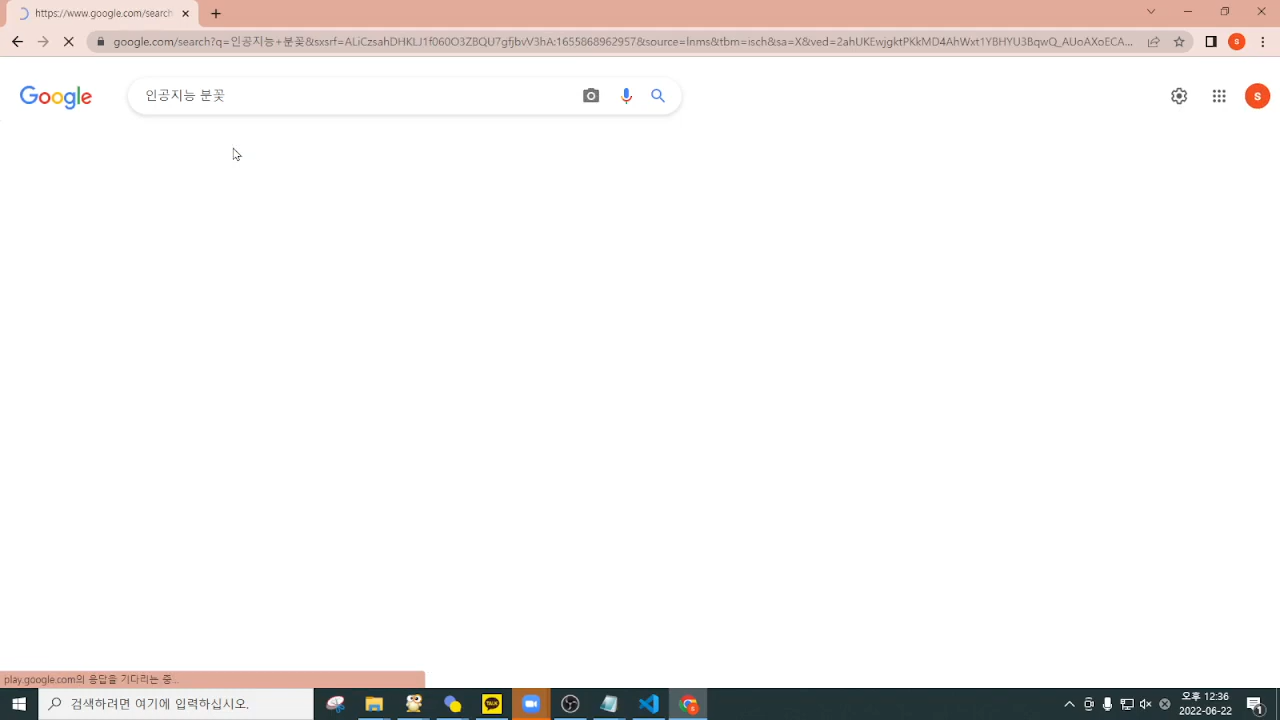 https://www.google.com/search
google.com/search?q=인공지능+분꽃&sxsrf=ALiCzsahDHKLJ1f060O3Z8QU7gfjbvV3hA:1655868962957&source=lnms&tbm=isch&sa=X&ved=2ahUKEwjgktPKkMD4AhWxt1YBHYU3BqwQ_AUoAXoECA...
S
Google
인공지능 분꽃
S
play.google.com의 응답을 기다리는 중...
검색하려면 여기에 입력하십시오.
TALK
오후 12:36
2022-06-22
1